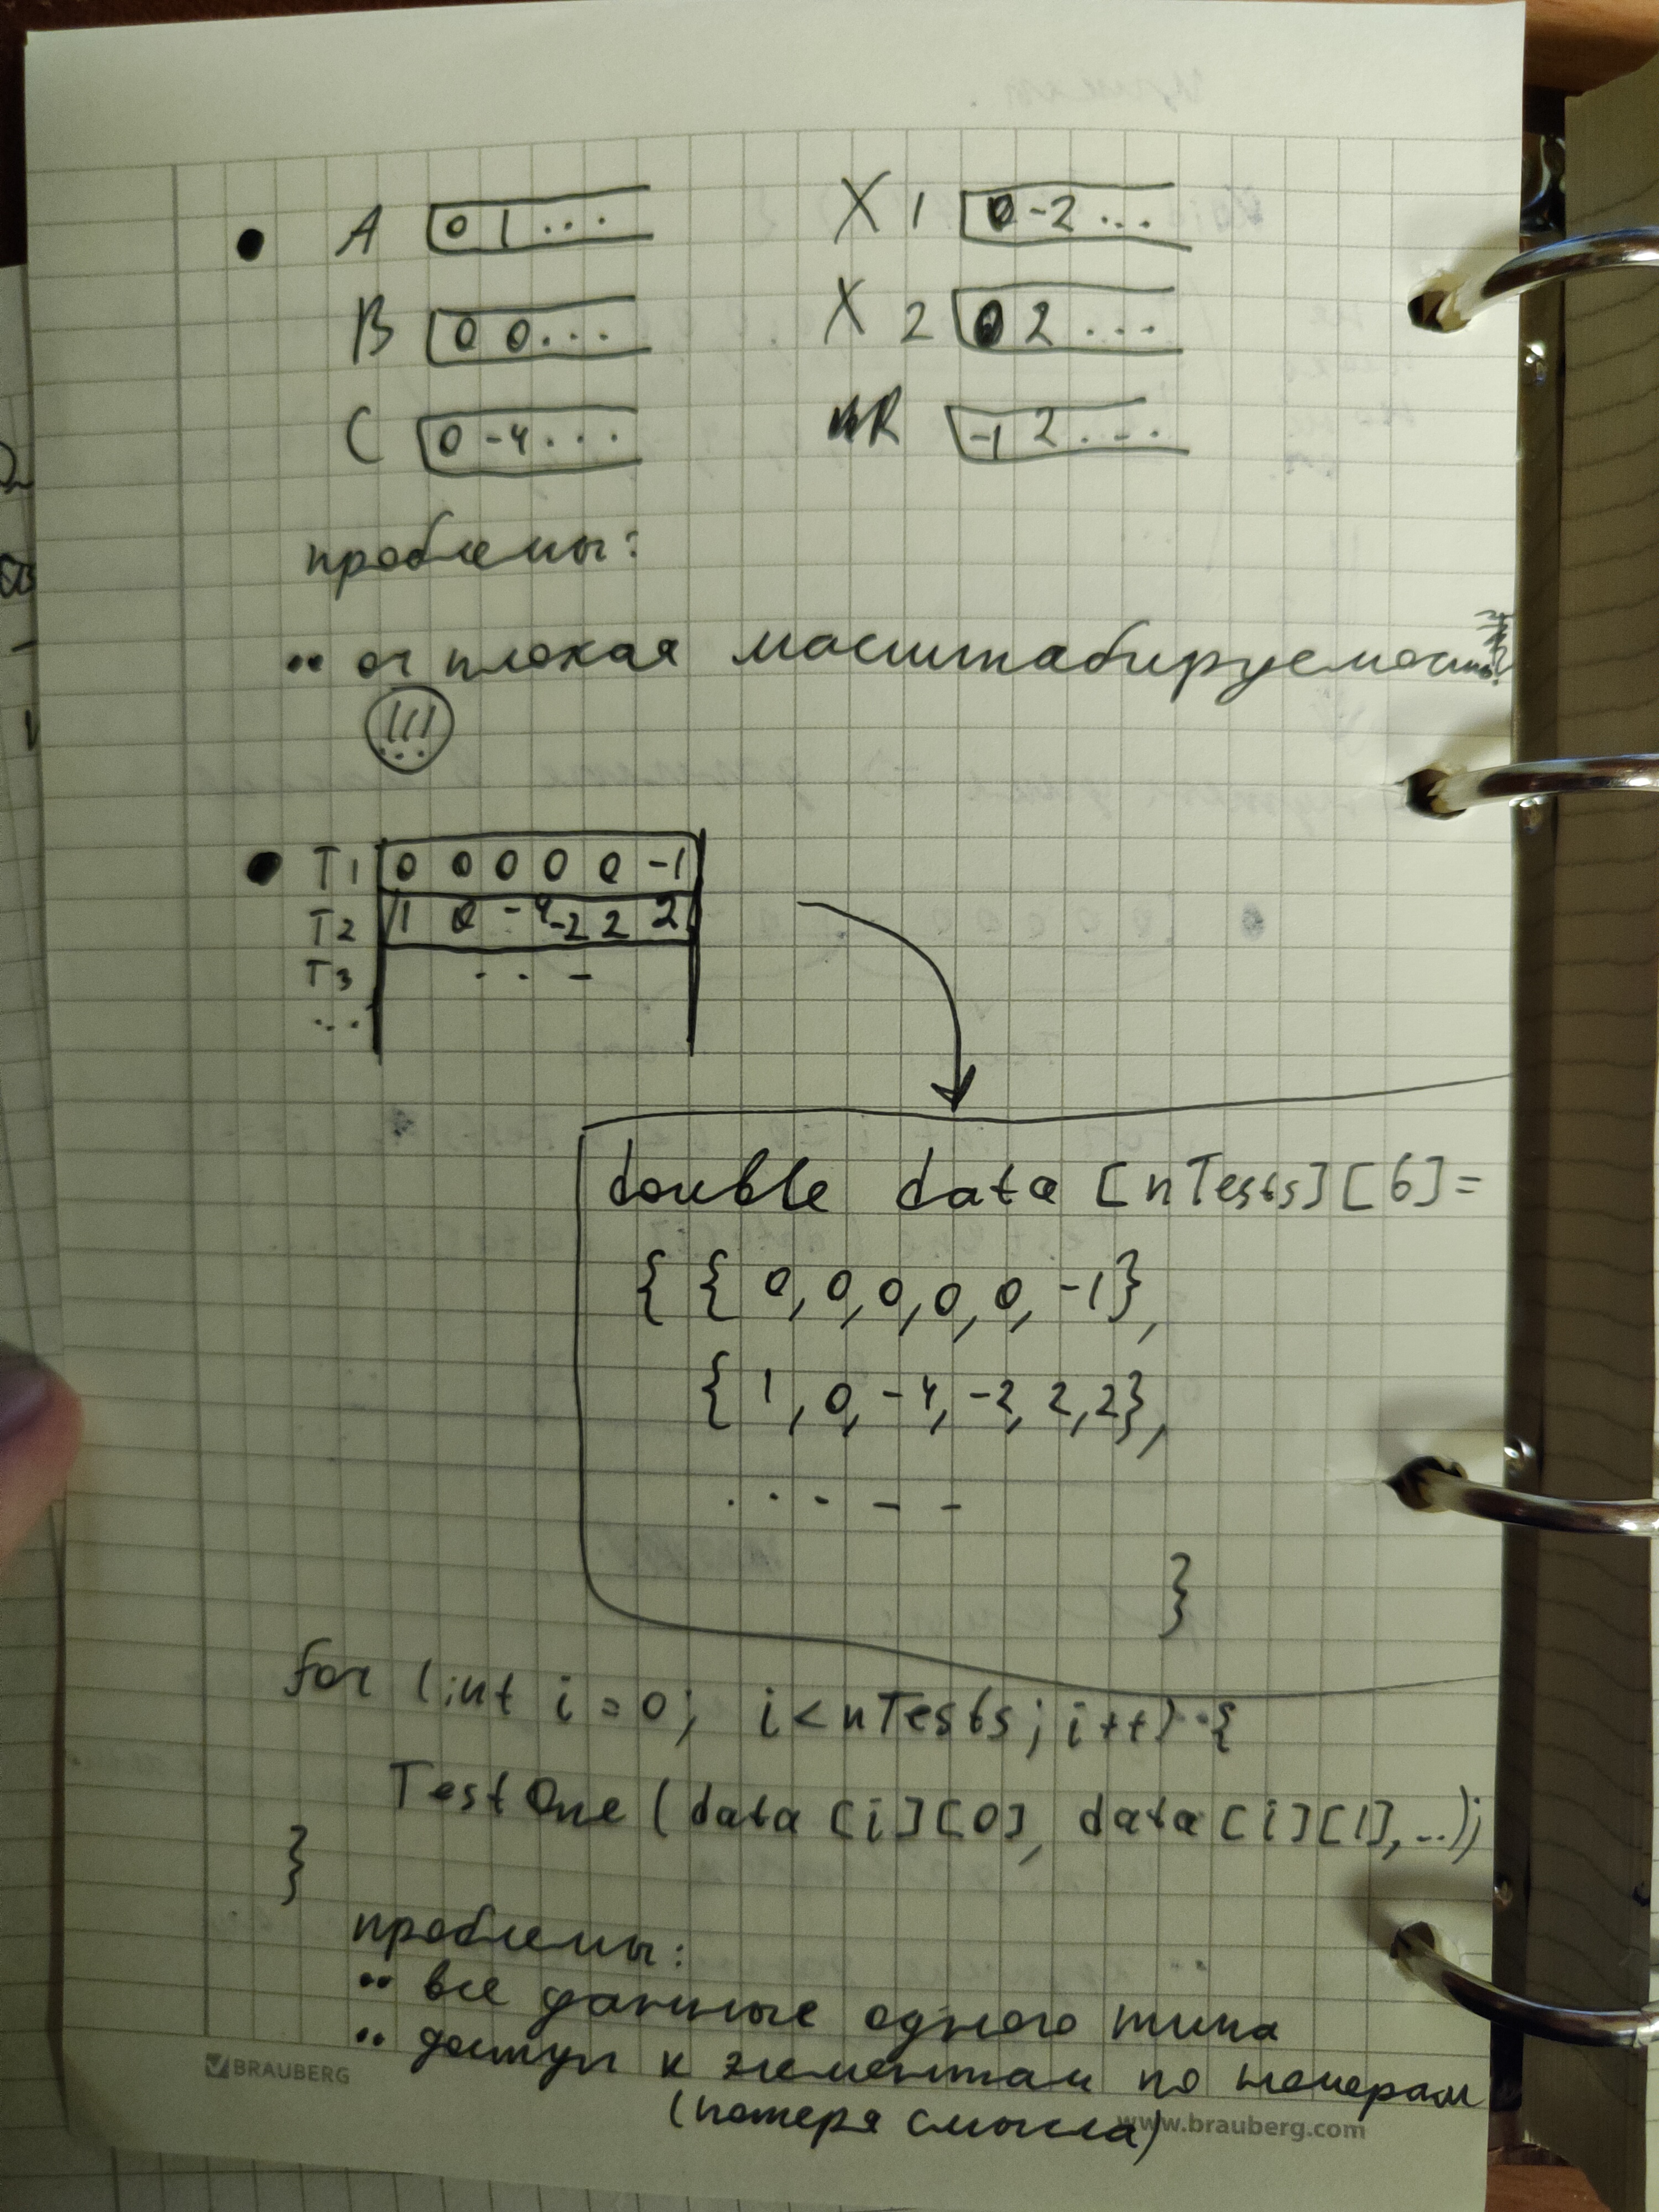 • A 0 1 ... X 1 0 -2 ...
B 0 0 ... X 2 0 2 ...
C 0 -4 ... nR -1 2 ...
проблемы:
•• оч плохая масштабируемость
!!!
• T1 0 0 0 0 0 -1
T2 1 0 -4 -2 2 2
T3 ...
...
double data [nTests][6]=
{ { 0, 0, 0, 0, 0, -1},
{ 1, 0, -4, -2, 2, 2},
.....
}
for (int i = 0; i < nTests; i++) {
TestOne (data [i][0], data [i][1], ...);
}
проблемы:
•• все данные одного типа
•• доступ к элементам по номерам
(потеря смысла)
BRAUBERG
www.brauberg.com